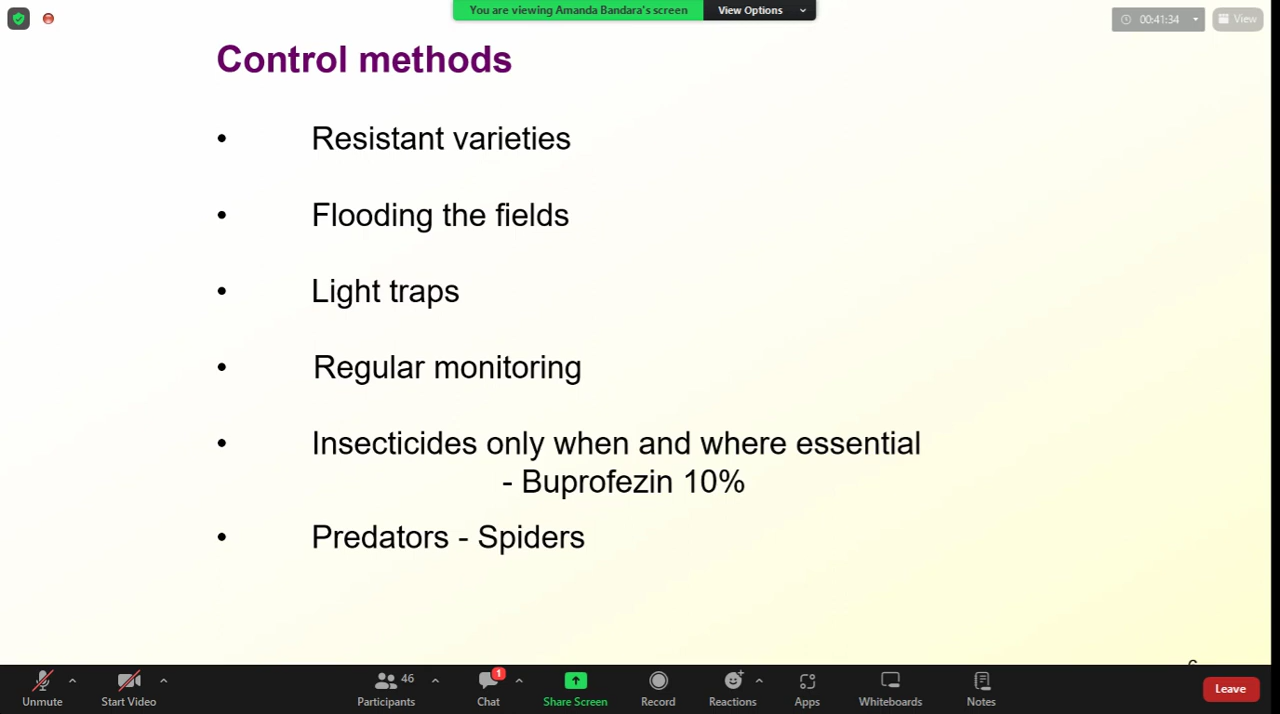 You are viewing Amanda Bandara's screen
View Options
00:41:34
View
Control methods
• Resistant varieties
• Flooding the fields
• Light traps
• Regular monitoring
• Insecticides only when and where essential
- Buprofezin 10%
• Predators - Spiders
46
1
Unmute
Start Video
Participants
Chat
Share Screen
Record
Reactions
Apps
Whiteboards
Notes
Leave